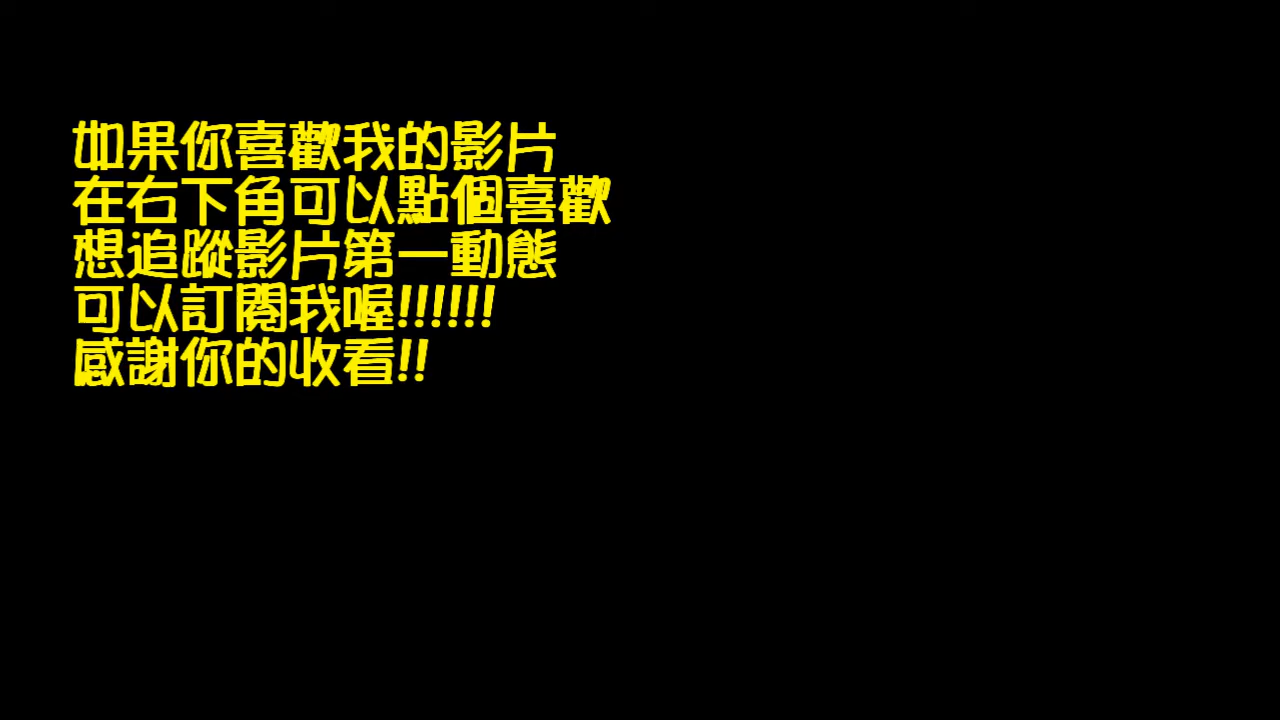 如果你喜歡我的影片
在右下角可以點個喜歡
想追蹤影片第一動態
可以訂閱我喔!!!!!!
感謝你的收看!!